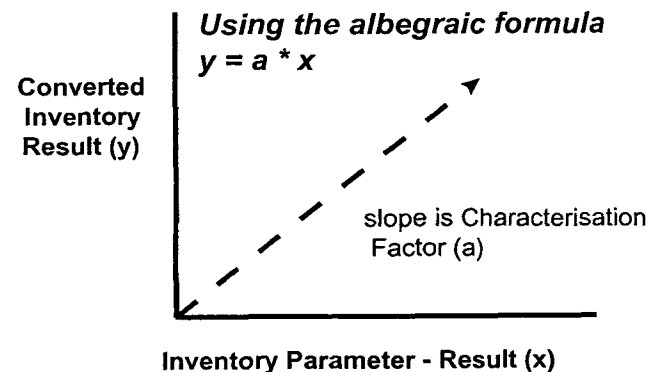 Using the albegraic formula
y = a * x
Converted
Inventory
Result (y)
slope is Characterisation
Factor (a)
Inventory Parameter - Result (x)